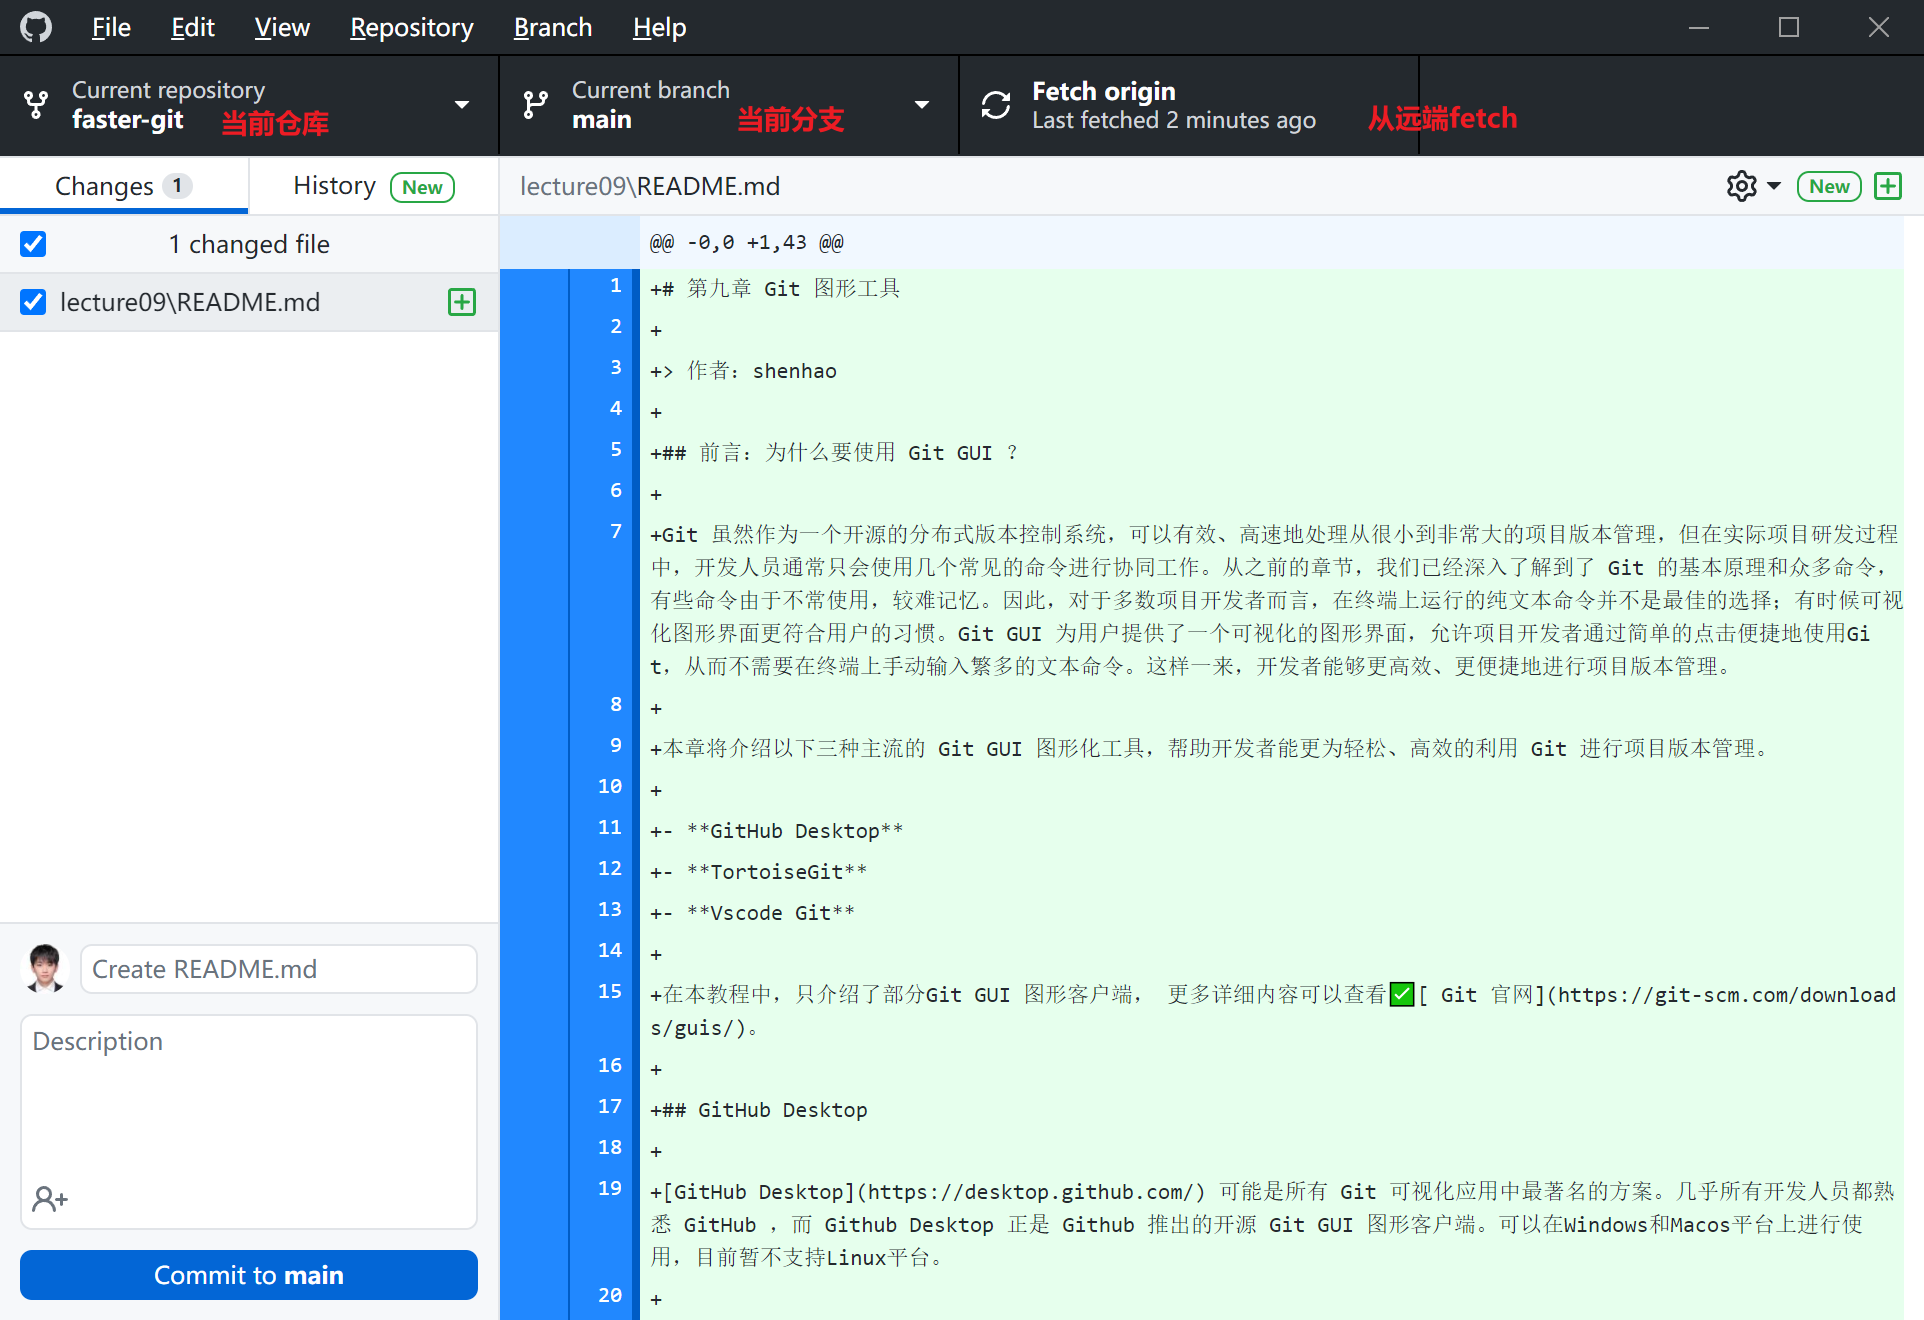 File Edit View Repository Branch Help
Current repository
faster-git 当前仓库
Current branch
main 当前分支
Fetch origin
Last fetched 2 minutes ago 从远端fetch
Changes 1 History New
lecture09\README.md New
1 changed file
lecture09\README.md
Create README.md
Description
Commit to main
@@ -0,0 +1,43 @@
1 +# 第九章 Git 图形工具
2 +
3 +> 作者：shenhao
4 +
5 +## 前言：为什么要使用 Git GUI ？
6 +
7 +Git 虽然作为一个开源的分布式版本控制系统，可以有效、高速地处理从很小到非常大的项目版本管理，但在实际项目研发过程
中，开发人员通常只会使用几个常见的命令进行协同工作。从之前的章节，我们已经深入了解到了 Git 的基本原理和众多命令，
有些命令由于不常使用，较难记忆。因此，对于多数项目开发者而言，在终端上运行的纯文本命令并不是最佳的选择；有时候可视
化图形界面更符合用户的习惯。Git GUI 为用户提供了一个可视化的图形界面，允许项目开发者通过简单的点击便捷地使用Gi
t，从而不需要在终端上手动输入繁多的文本命令。这样一来，开发者能够更高效、更便捷地进行项目版本管理。
8 +
9 +本章将介绍以下三种主流的 Git GUI 图形化工具，帮助开发者能更为轻松、高效的利用 Git 进行项目版本管理。
10 +
11 +- **GitHub Desktop**
12 +- **TortoiseGit**
13 +- **Vscode Git**
14 +
15 +在本教程中，只介绍了部分Git GUI 图形客户端， 更多详细内容可以查看✅[ Git 官网](https://git-scm.com/download
s/guis/)。
16 +
17 +## GitHub Desktop
18 +
19 +[GitHub Desktop](https://desktop.github.com/) 可能是所有 Git 可视化应用中最著名的方案。几乎所有开发人员都熟
悉 GitHub ，而 Github Desktop 正是 Github 推出的开源 Git GUI 图形客户端。可以在Windows和Macos平台上进行使
用，目前暂不支持Linux平台。
20 +